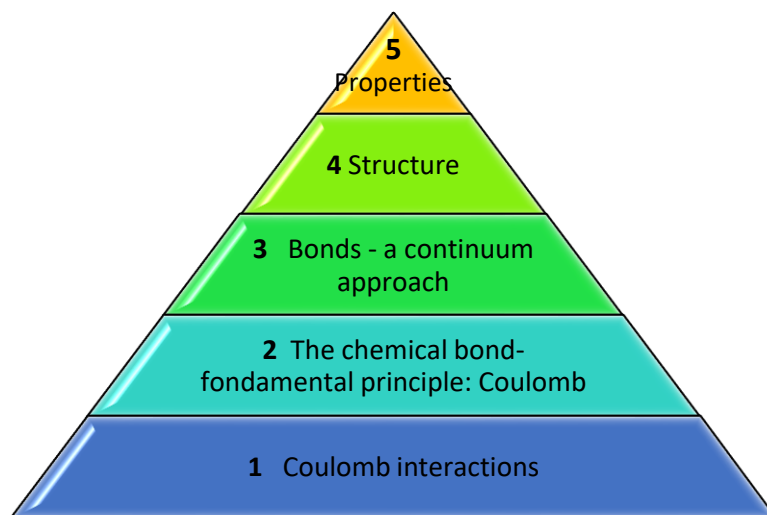 5
Properties
4 Structure
3 Bonds - a continuum
approach
2 The chemical bond-
fondamental principle: Coulomb
1 Coulomb interactions